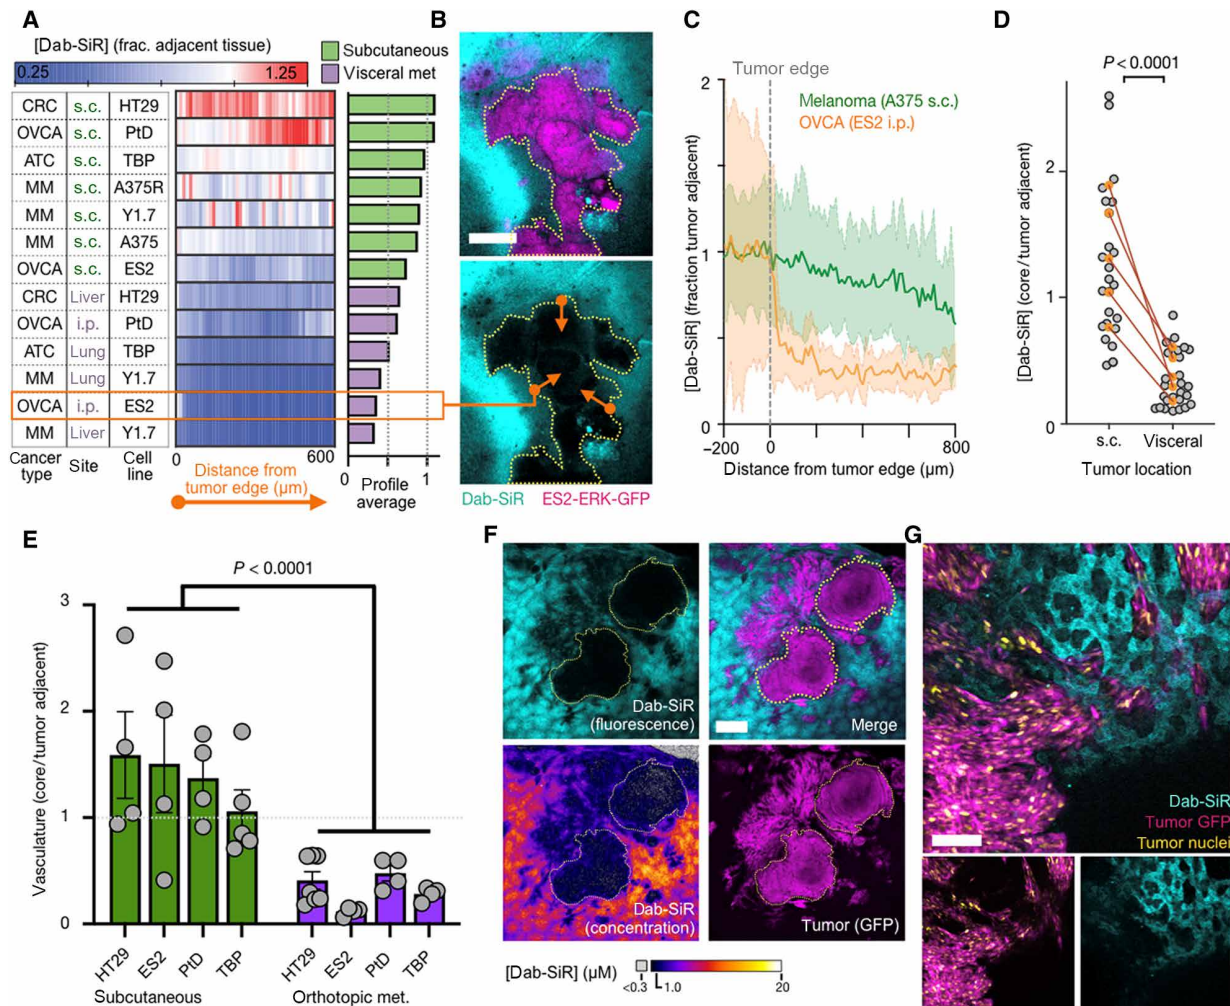 A
[Dab-SiR] (frac. adjacent tissue)
0.25 1.25
Subcutaneous
Visceral met
CRC s.c. HT29
OVCA s.c. PtD
ATC s.c. TBP
MM s.c. A375R
MM s.c. Y1.7
MM s.c. A375
OVCA s.c. ES2
CRC Liver HT29
OVCA i.p. PtD
ATC Lung TBP
MM Lung Y1.7
OVCA i.p. ES2
MM Liver Y1.7
Cancer type
Site
Cell line
0 600
Distance from
tumor edge (µm)
0 1
Profile
average
B
Dab-SiR ES2-ERK-GFP
C
Tumor edge
Melanoma (A375 s.c.)
OVCA (ES2 i.p.)
[Dab-SiR] (fraction tumor adjacent)
2
1
0
−200 0 800
Distance from tumor edge (µm)
D
P < 0.0001
[Dab-SiR] (core/tumor adjacent)
2
1
0
s.c. Visceral
Tumor location
E
P < 0.0001
Vasculature (core/tumor adjacent)
3
2
1
0
HT29 ES2 PtD TBP HT29 ES2 PtD TBP
Subcutaneous Orthotopic met.
F
Dab-SiR
(fluorescence)
Merge
Dab-SiR
(concentration)
Tumor (GFP)
[Dab-SiR] (µM)
<0.3 1.0 20
G
Dab-SiR
Tumor GFP
Tumor nuclei